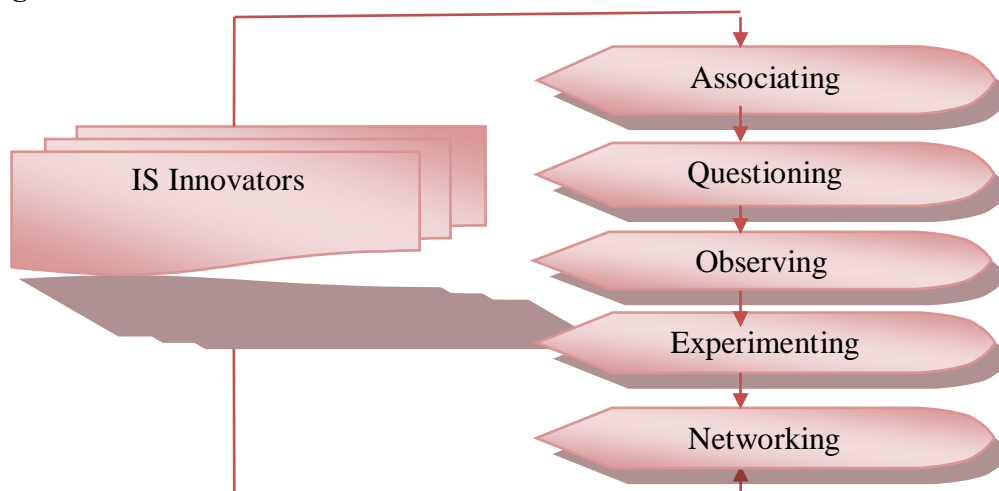 IS Innovators
Associating
Questioning
Observing
Experimenting
Networking